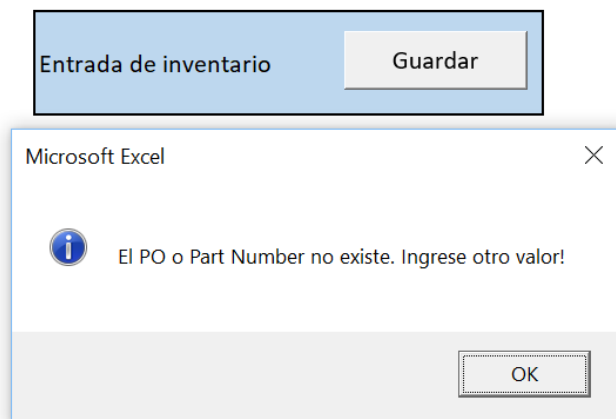 Entrada de inventario
Guardar
Microsoft Excel
El PO o Part Number no existe. Ingrese otro valor!
OK